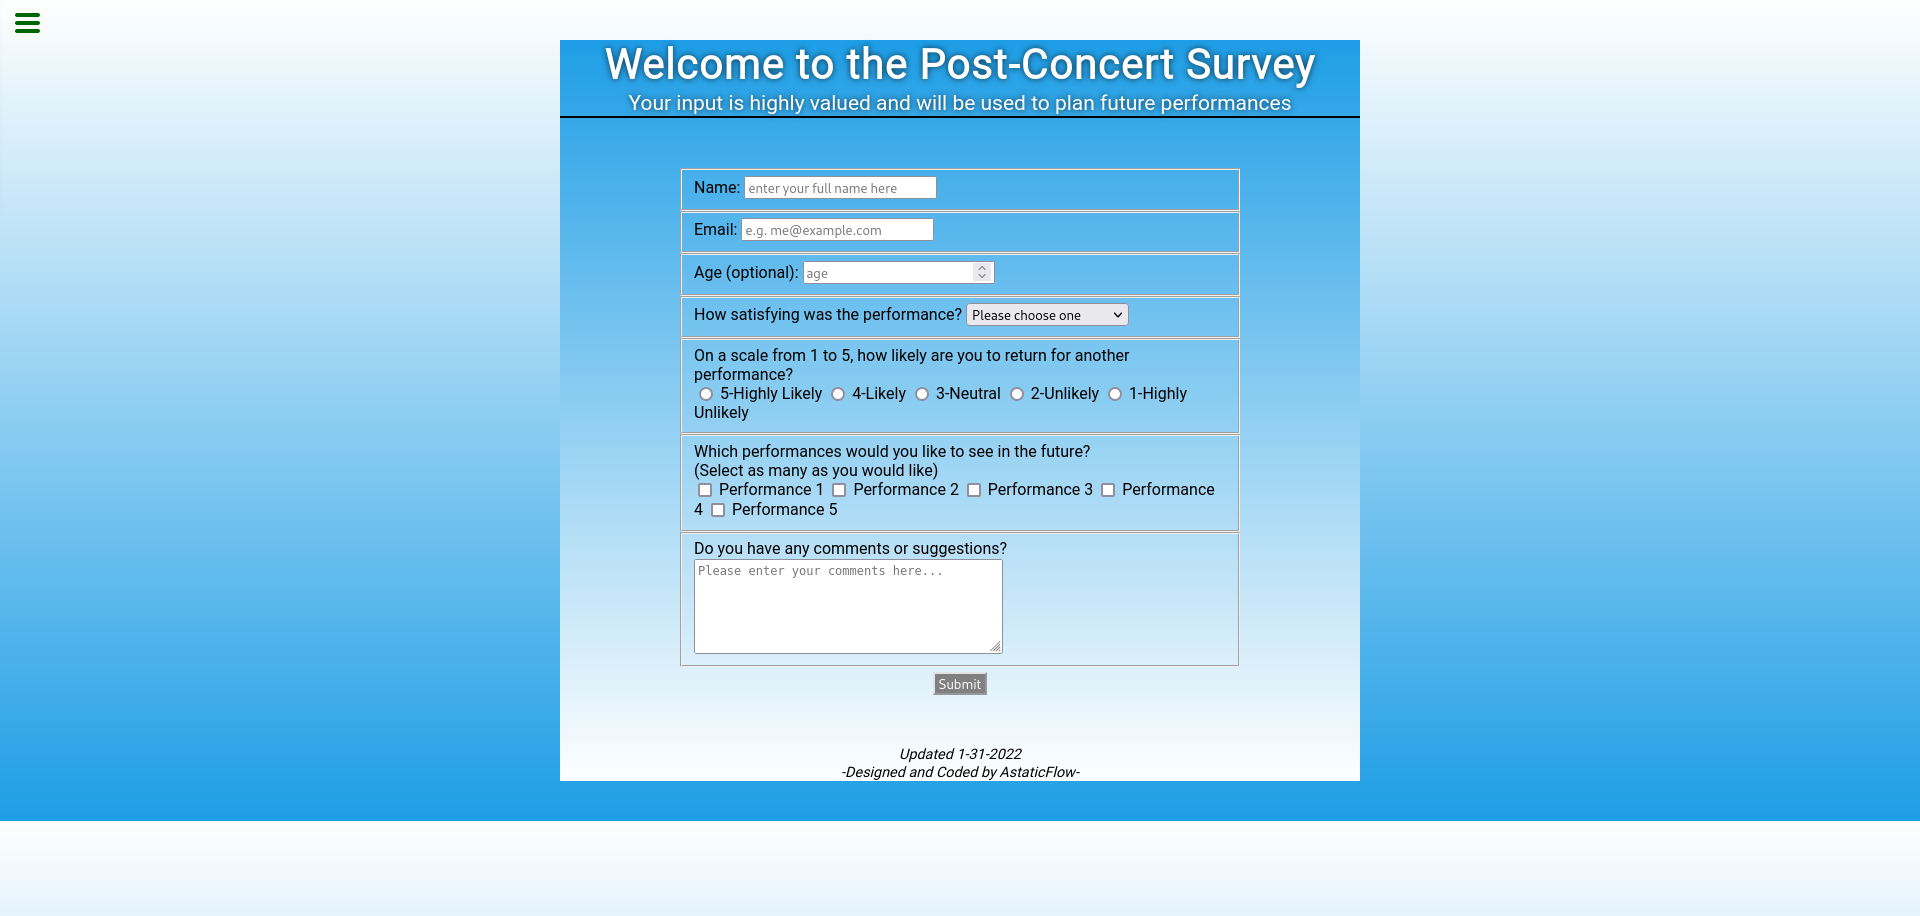 Welcome to the Post-Concert Survey
Your input is highly valued and will be used to plan future performances
Name: enter your full name here
Email: e.g. me@example.com
Age (optional): age
How satisfying was the performance? Please choose one
On a scale from 1 to 5, how likely are you to return for another
performance?
5-Highly Likely 4-Likely 3-Neutral 2-Unlikely 1-Highly
Unlikely
Which performances would you like to see in the future?
(Select as many as you would like)
Performance 1 Performance 2 Performance 3 Performance
4 Performance 5
Do you have any comments or suggestions?
Please enter your comments here...
Submit
Updated 1-31-2022
-Designed and Coded by AstaticFlow-